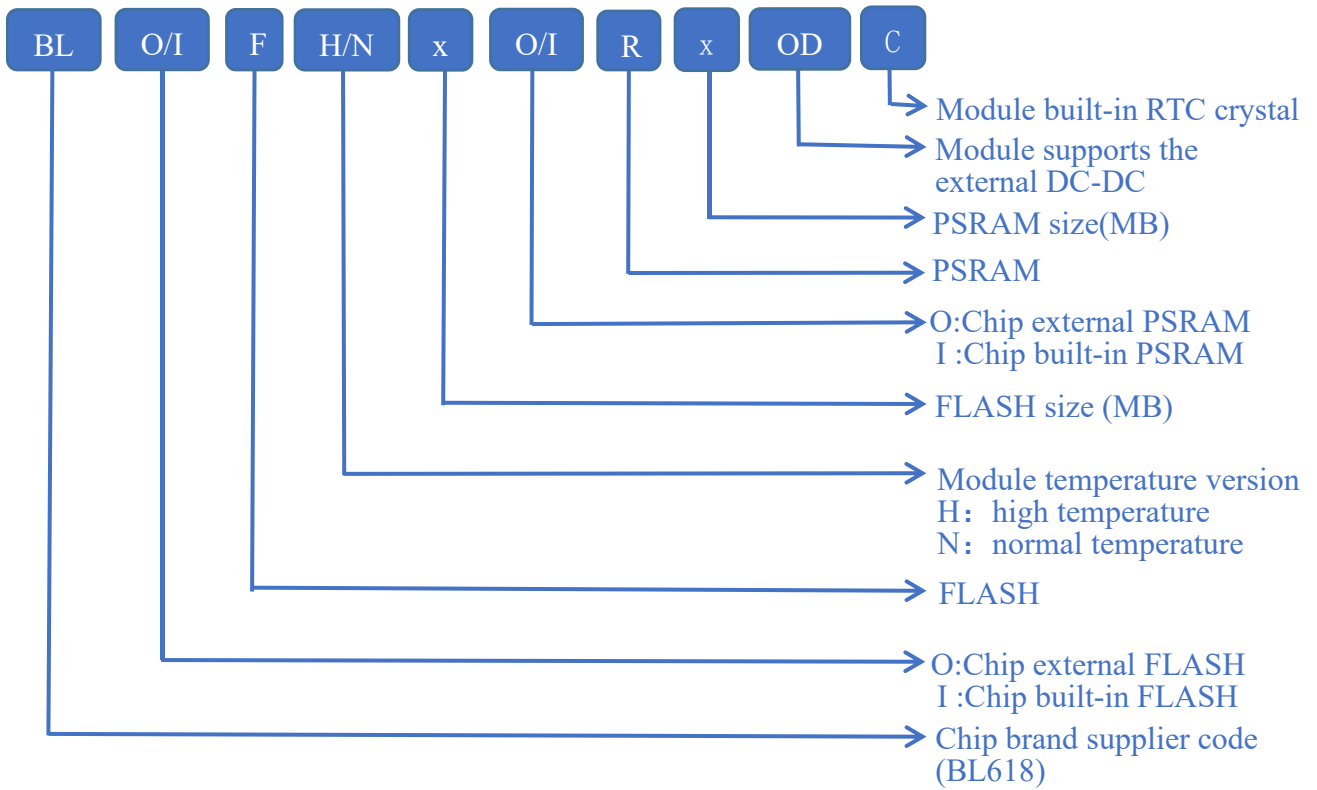 BL O/I F H/N x O/I R x OD C
Module built-in RTC crystal
Module supports the
external DC-DC
PSRAM size(MB)
PSRAM
O:Chip external PSRAM
I :Chip built-in PSRAM
FLASH size (MB)
Module temperature version
H：high temperature
N：normal temperature
FLASH
O:Chip external FLASH
I :Chip built-in FLASH
Chip brand supplier code
(BL618)